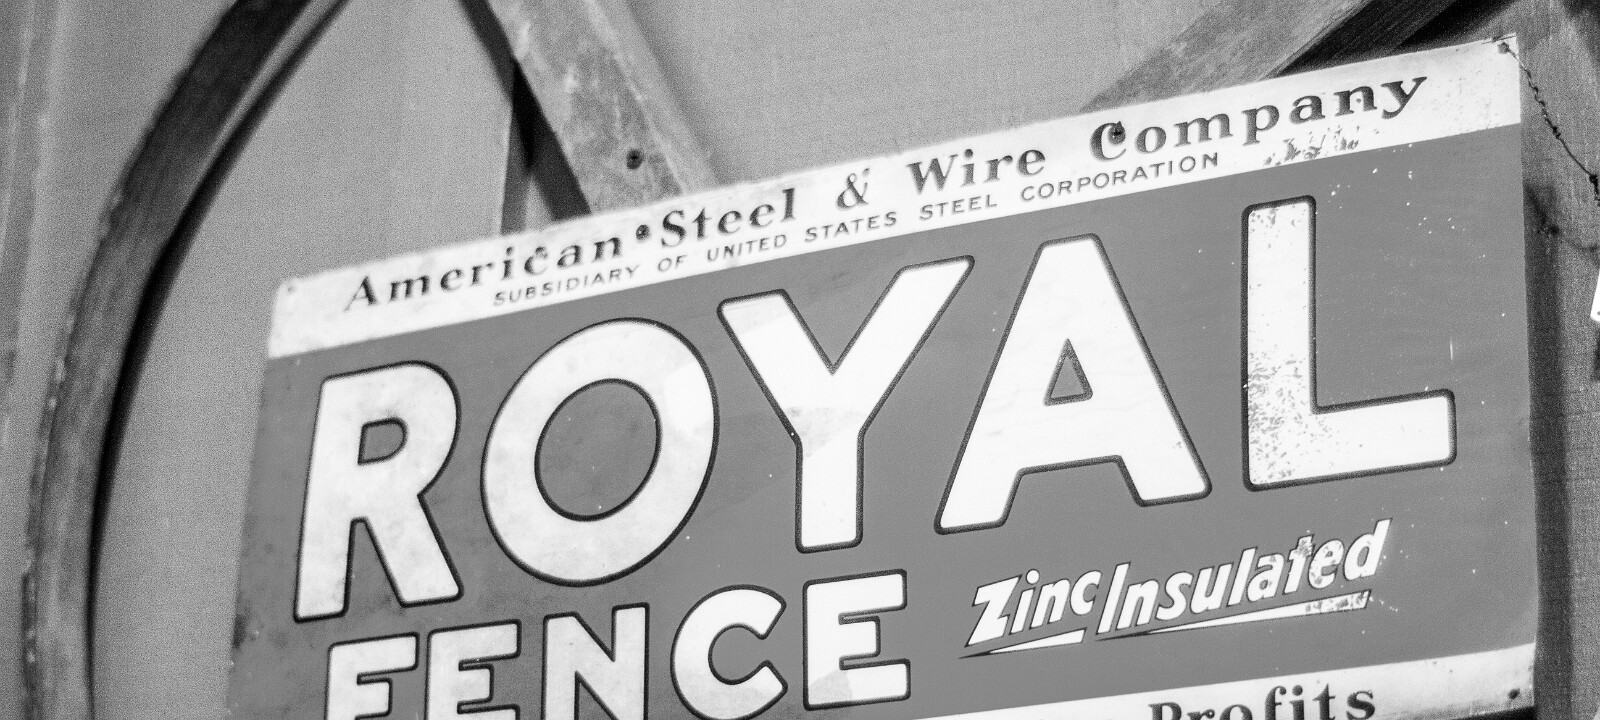 American Steel & Wire Company
SUBSIDIARY OF UNITED STATES STEEL CORPORATION
ROYAL
FENCE
Zinc Insulated
Profits